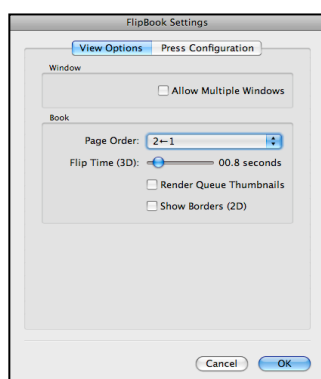 FlipBook Settings
View Options Press Configuration
Window
Allow Multiple Windows
Book
Page Order: 2←1
Flip Time (3D): 00.8 seconds
Render Queue Thumbnails
Show Borders (2D)
Cancel OK